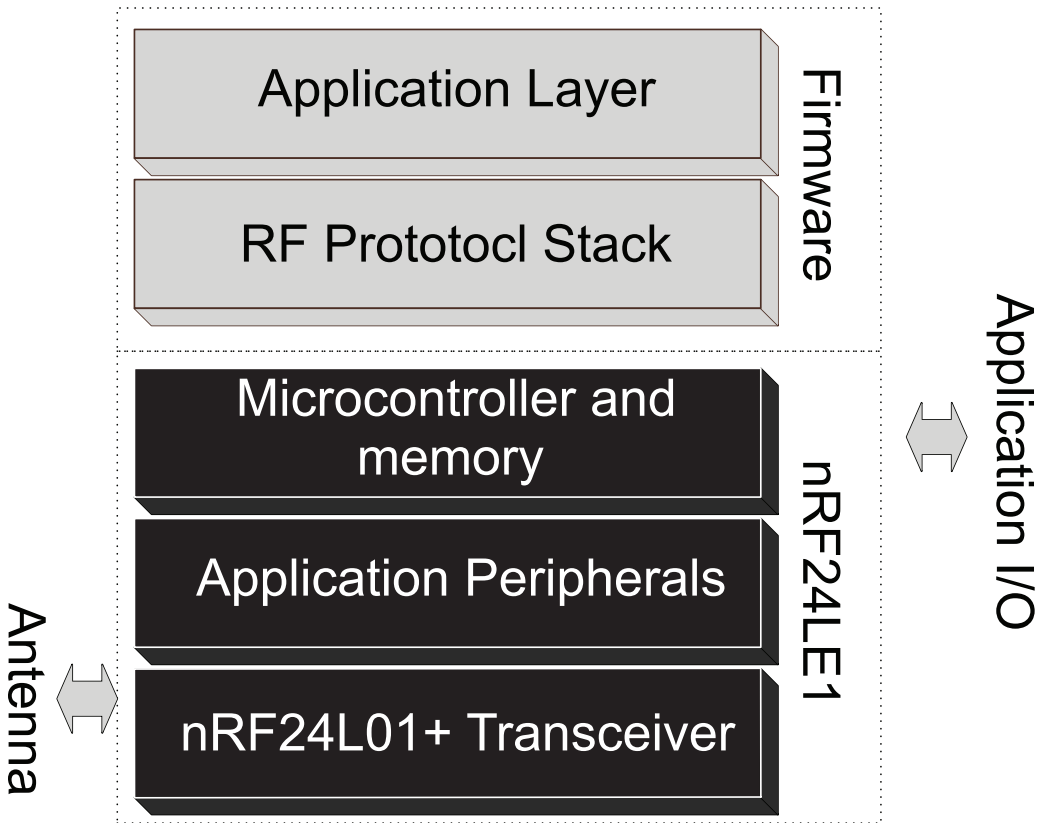 Application Layer
RF Prototocl Stack
Firmware
Microcontroller and
memory
Application Peripherals
nRF24L01+ Transceiver
nRF24LE1
Application I/O
Antenna